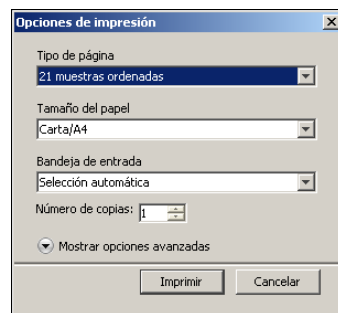 Opciones de impresión
Tipo de página
21 muestras ordenadas
Tamaño del papel
Carta/A4
Bandeja de entrada
Selección automática
Número de copias: 1
Mostrar opciones avanzadas
Imprimir Cancelar